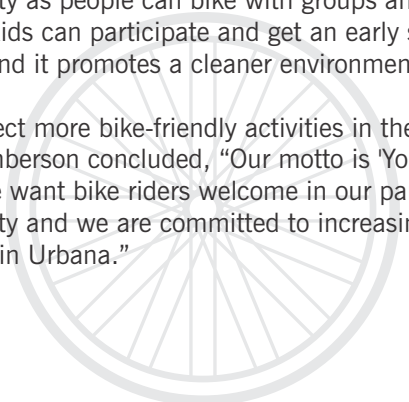 ty as people can bike with groups an
ids can participate and get an early s
nd it promotes a cleaner environmen
ect more bike-friendly activities in the
nberson concluded, “Our motto is 'Yo
e want bike riders welcome in our pa
ty and we are committed to increasin
in Urbana.”